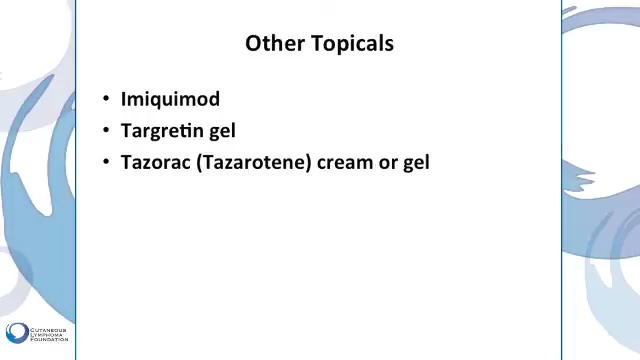 Other Topicals
• Imiquimod
• Targretin gel
• Tazorac (Tazarotene) cream or gel
CUTANEOUS
LYMPHOMA
FOUNDATION